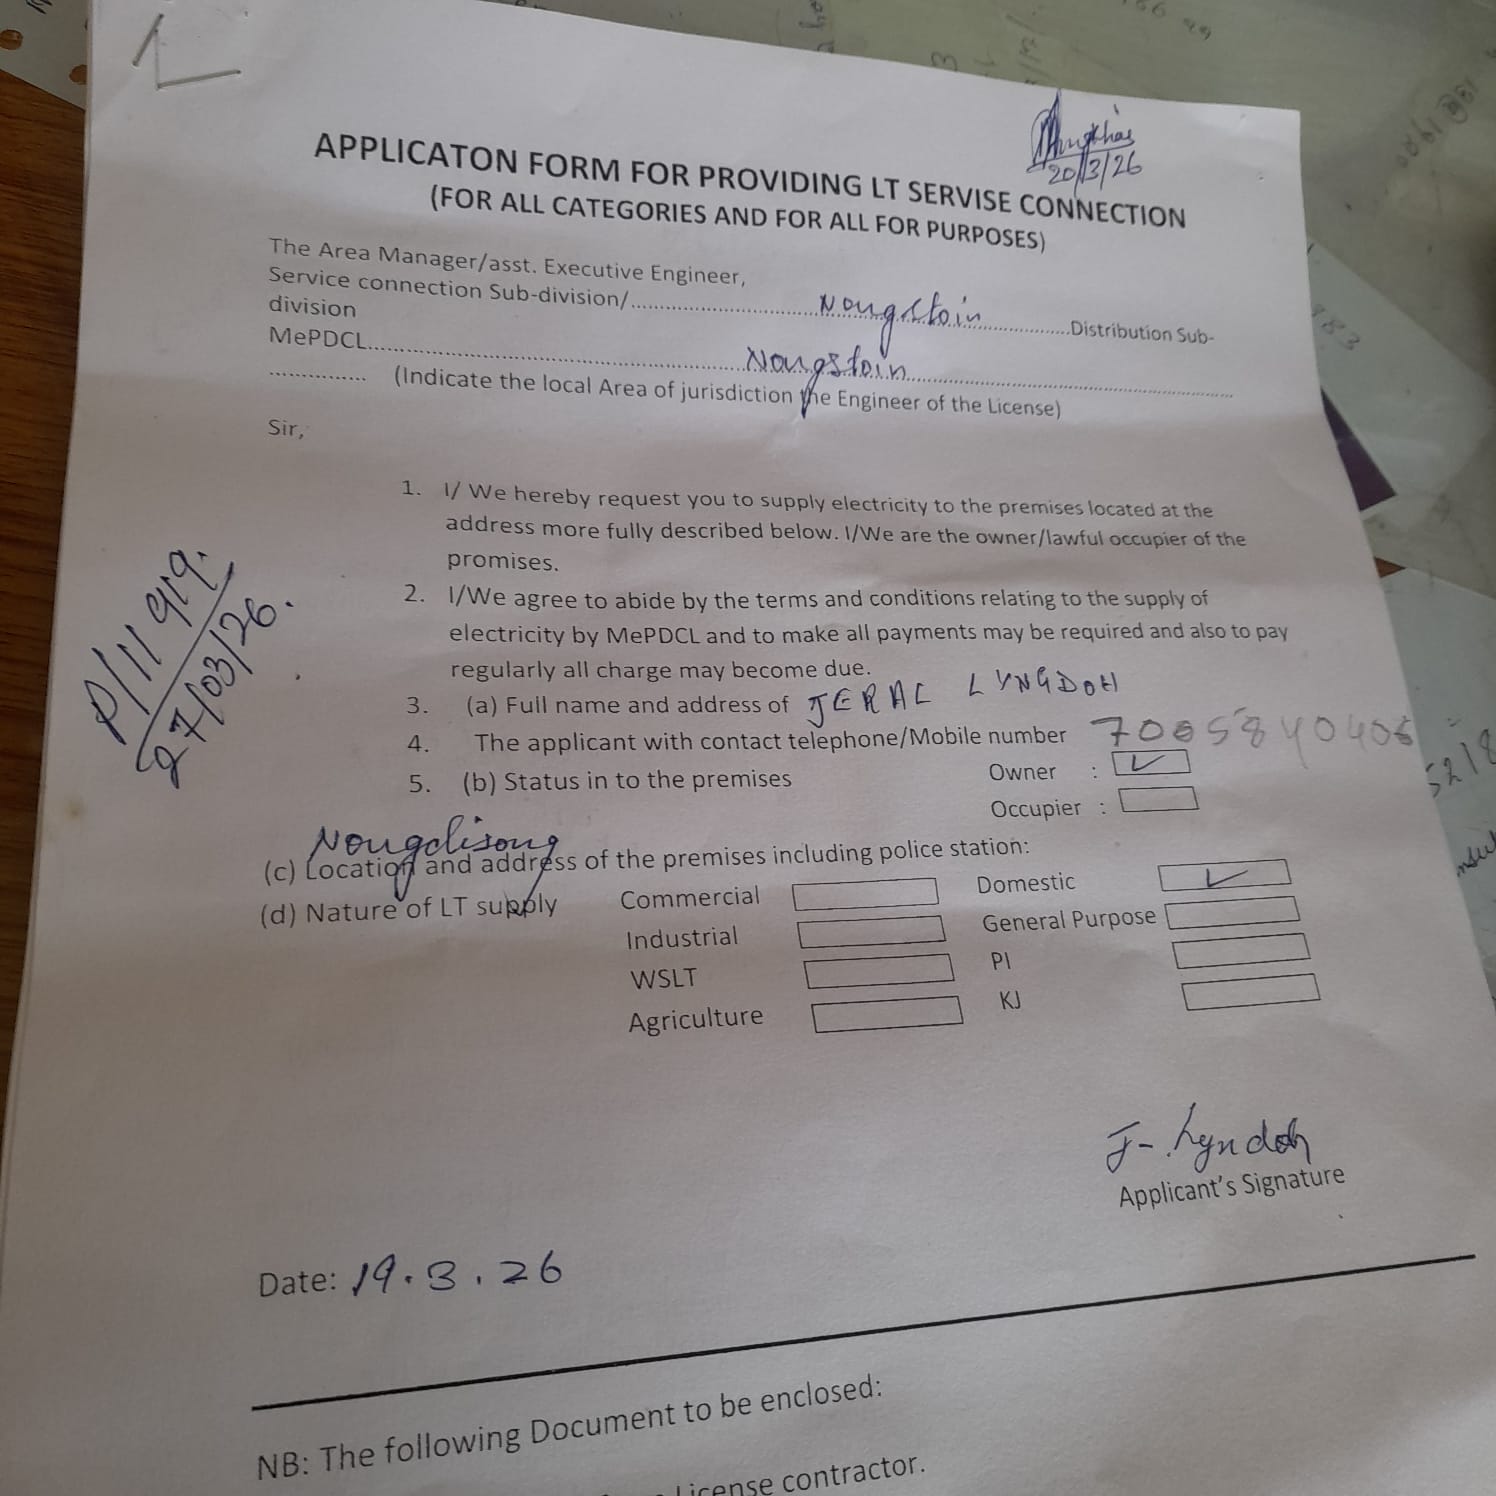 20/3/26
APPLICATON FORM FOR PROVIDING LT SERVISE CONNECTION
(FOR ALL CATEGORIES AND FOR ALL FOR PURPOSES)
The Area Manager/asst. Executive Engineer,
Service connection Sub-division/..............................Nongstoin...............Distribution Sub-
division
MePDCL.............................................................Nongstoin.......................................................
............... (Indicate the local Area of jurisdiction the Engineer of the License)
Sir,
1. I/ We hereby request you to supply electricity to the premises located at the
address more fully described below. I/We are the owner/lawful occupier of the
promises.
2. I/We agree to abide by the terms and conditions relating to the supply of
electricity by MePDCL and to make all payments may be required and also to pay
regularly all charge may become due.
P/11919.
27/03/26.
3. (a) Full name and address of JERAL LYNGDOH
4. The applicant with contact telephone/Mobile number 7005840406
5. (b) Status in to the premises Owner : ✓
Occupier :
(c) Location and address of the premises including police station:
(d) Nature of LT supply Commercial Domestic ✓
Industrial General Purpose
WSLT PI
Agriculture KJ
J- Lyndoh
Applicant's Signature
Date: 19.3.26
NB: The following Document to be enclosed:
License contractor.